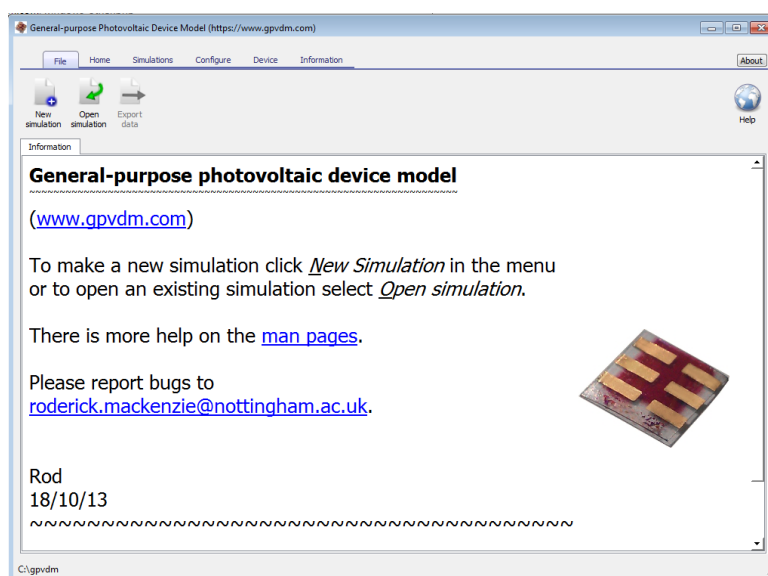 General-purpose Photovoltaic Device Model (https://www.gpvdm.com)
File Home Simulations Configure Device Information About
New simulation
Open simulation
Export data
Help
Information
General-purpose photovoltaic device model
~~~~~~~~~~~~~~~~~~~~~~~~~~~~~~~~~~~~~~~~~~~~~~~~~~~~~~~~~~~~~~~~~~~~~~~~
(www.gpvdm.com)
To make a new simulation click New Simulation in the menu
or to open an existing simulation select Open simulation.
There is more help on the man pages.
Please report bugs to
roderick.mackenzie@nottingham.ac.uk.
Rod
18/10/13
~~~~~~~~~~~~~~~~~~~~~~~~~~~~~~~~~~~~~~
C:\gpvdm